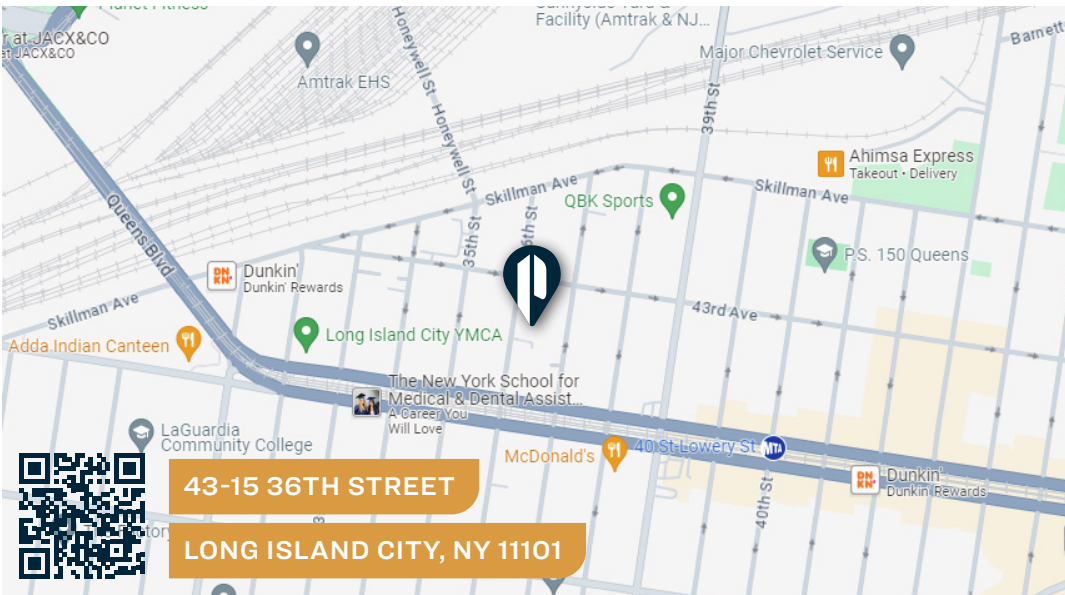 Planet Fitness
Facility (Amtrak & NJ...
r at JACX&CO
at JACX&CO
Amtrak EHS
Honeywell St
Honeywell St
39th St
Major Chevrolet Service
Barnett
Ahimsa Express
Takeout • Delivery
Skillman Ave
Skillman Ave
QBK Sports
35th St
6th St
P.S. 150 Queens
Queens Blvd
Dunkin'
Dunkin' Rewards
43rd Ave
Skillman Ave
Adda Indian Canteen
Long Island City YMCA
The New York School for
Medical & Dental Assist...
A Career You
Will Love
LaGuardia
Community College
McDonald's
40 St-Lowery St
MTA
Dunkin'
Dunkin' Rewards
40th St
43-15 36TH STREET
LONG ISLAND CITY, NY 11101